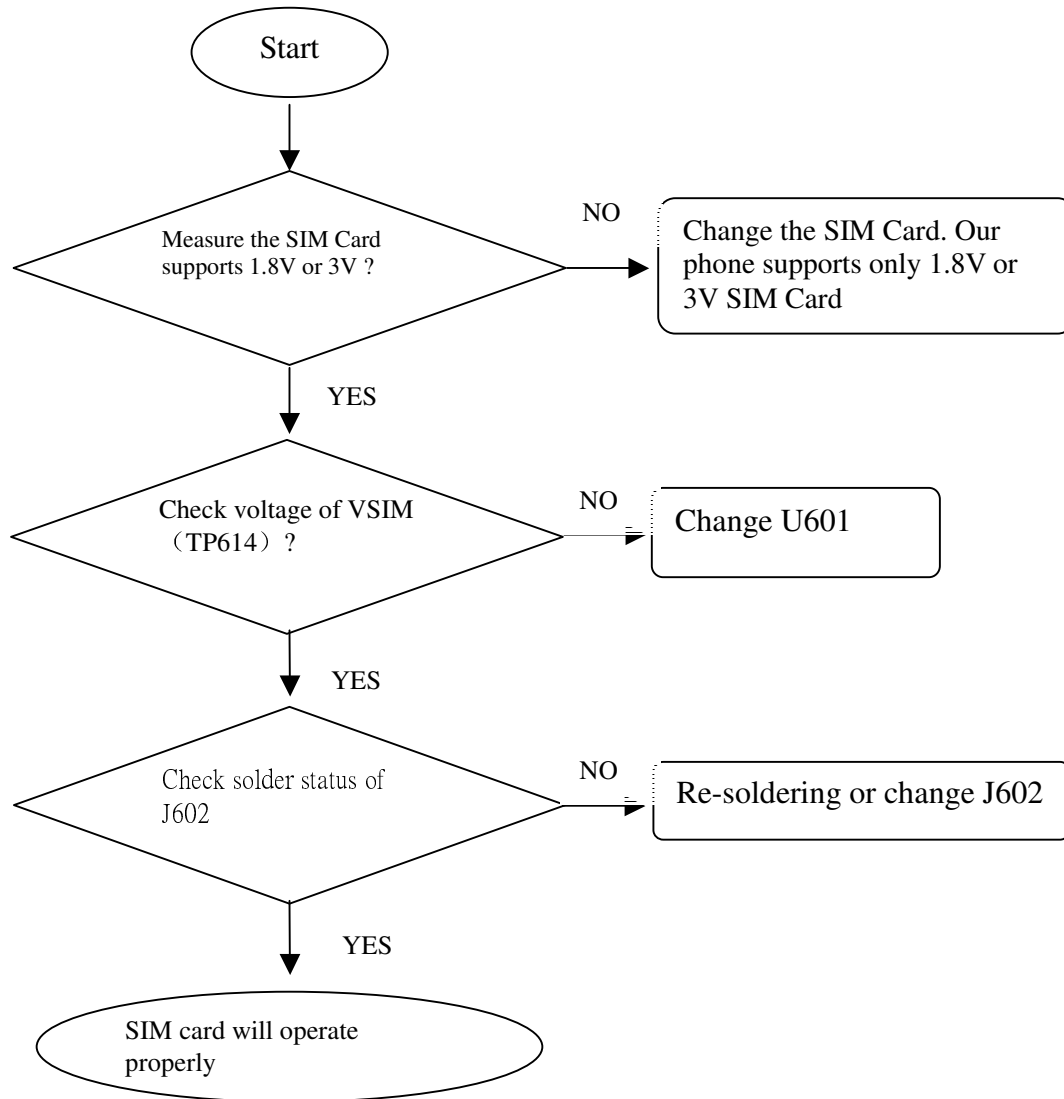 Start
Measure the SIM Card
supports 1.8V or 3V ?
NO
Change the SIM Card. Our
phone supports only 1.8V or
3V SIM Card
YES
Check voltage of VSIM
（TP614）?
NO
Change U601
YES
Check solder status of
J602
NO
Re-soldering or change J602
YES
SIM card will operate
properly